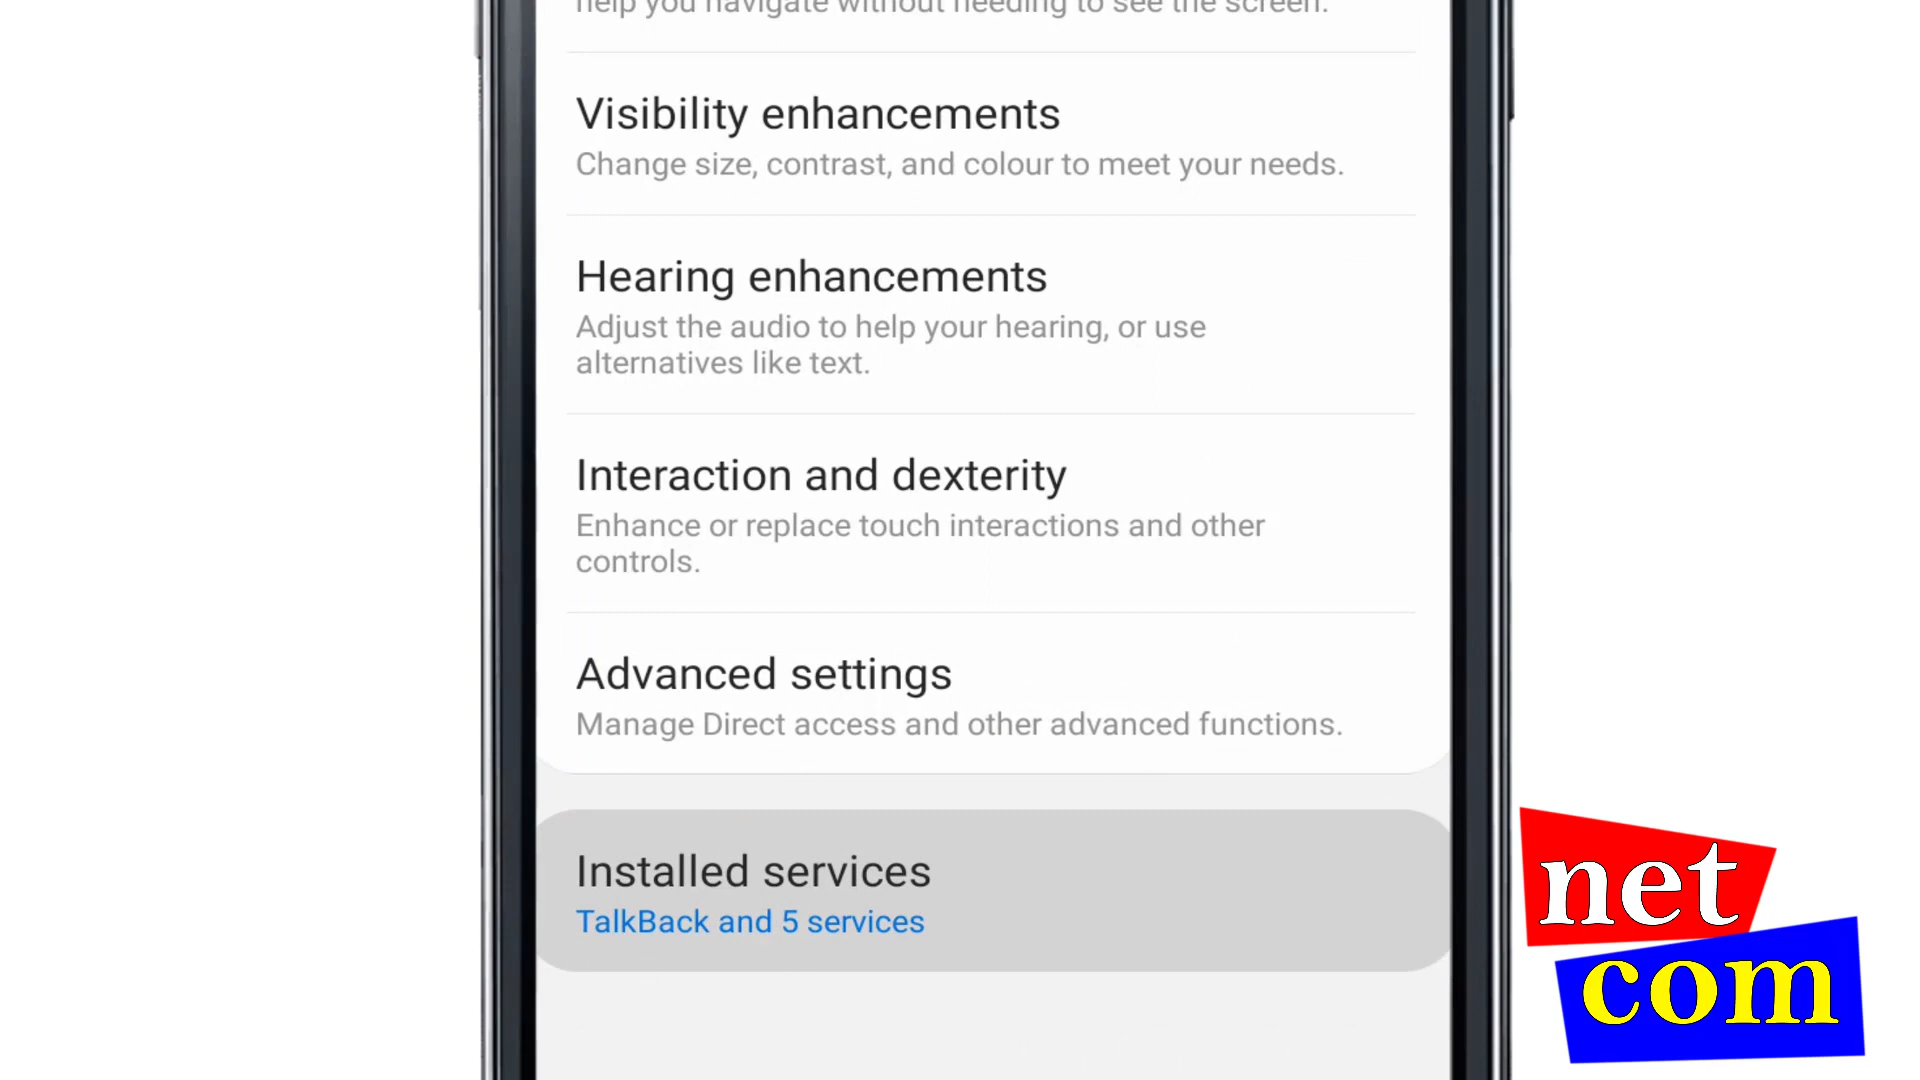 help you navigate without needing to see the screen.
Visibility enhancements
Change size, contrast, and colour to meet your needs.
Hearing enhancements
Adjust the audio to help your hearing, or use
alternatives like text.
Interaction and dexterity
Enhance or replace touch interactions and other
controls.
Advanced settings
Manage Direct access and other advanced functions.
Installed services
TalkBack and 5 services
net
com